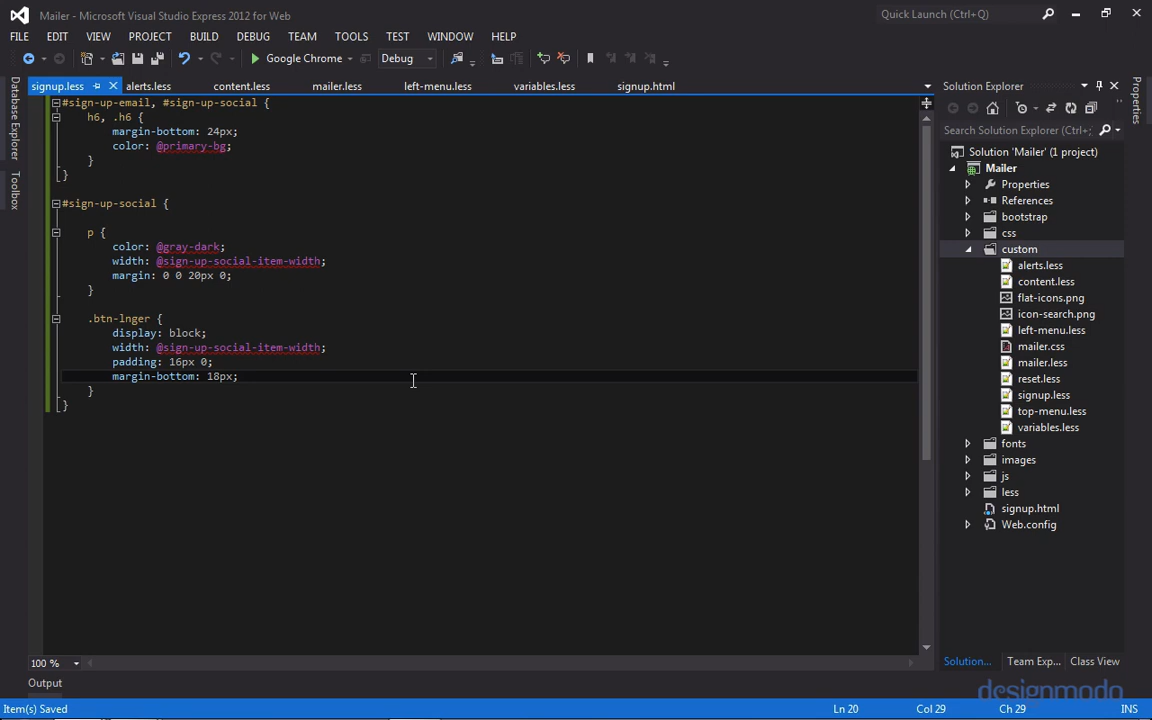 Mailer - Microsoft Visual Studio Express 2012 for Web
Quick Launch (Ctrl+Q)
FILE EDIT VIEW PROJECT BUILD DEBUG TEAM TOOLS TEST WINDOW HELP
Google Chrome Debug
signup.less alerts.less content.less mailer.less left-menu.less variables.less signup.html
Database Explorer
Toolbox
#sign-up-email, #sign-up-social {
h6, .h6 {
margin-bottom: 24px;
color: @primary-bg;
}
}
#sign-up-social {
p {
color: @gray-dark;
width: @sign-up-social-item-width;
margin: 0 0 20px 0;
}
.btn-lnger {
display: block;
width: @sign-up-social-item-width;
padding: 16px 0;
margin-bottom: 18px;
}
}
Solution Explorer
Search Solution Explorer (Ctrl+;)
Solution 'Mailer' (1 project)
Mailer
Properties
References
bootstrap
css
custom
alerts.less
content.less
flat-icons.png
icon-search.png
left-menu.less
mailer.css
mailer.less
reset.less
signup.less
top-menu.less
variables.less
fonts
images
js
less
signup.html
Web.config
Properties
Solution... Team Exp... Class View
100 %
Output
designmodo
Item(s) Saved Ln 20 Col 29 Ch 29 INS